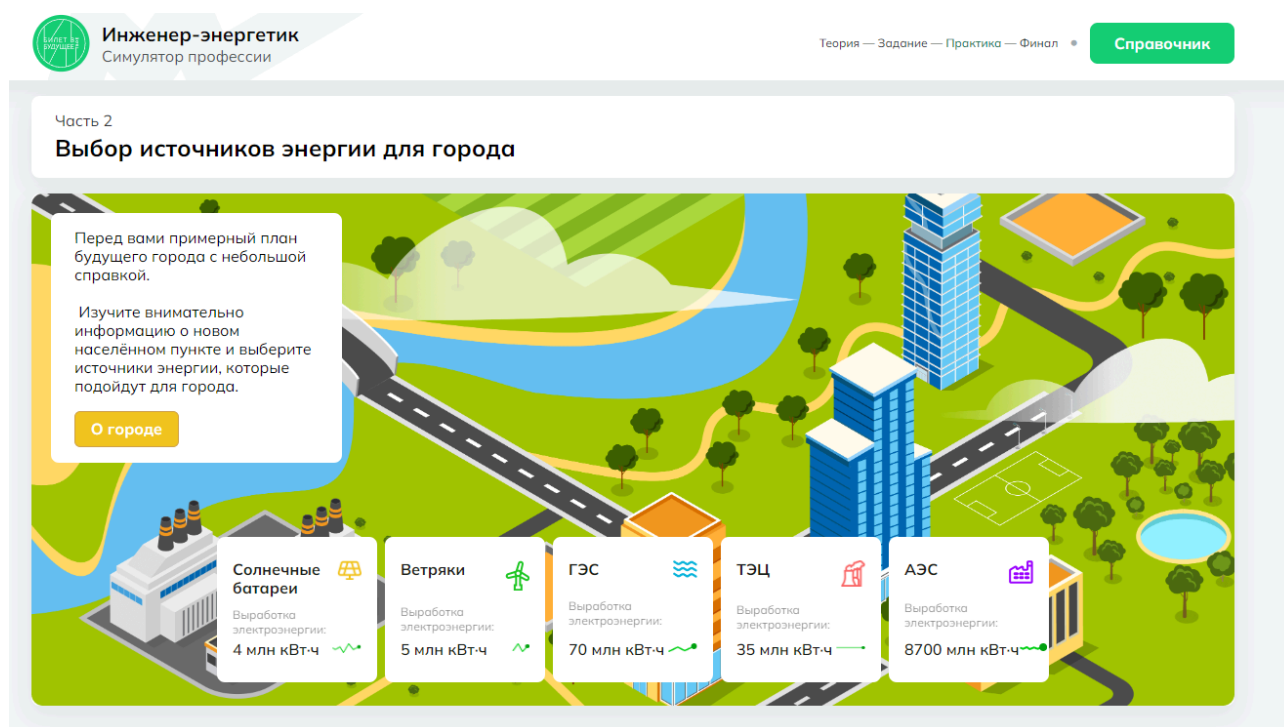 БИЛЕТ В
БУДУЩЕЕ
Инженер-энергетик
Симулятор профессии
Теория — Задание — Практика — Финал
Справочник
Часть 2
Выбор источников энергии для города
Перед вами примерный план
будущего города с небольшой
справкой.
Изучите внимательно
информацию о новом
населённом пункте и выберите
источники энергии, которые
подойдут для города.
О городе
Солнечные
батареи
Выработка
электроэнергии:
4 млн кВт·ч
Ветряки
Выработка
электроэнергии:
5 млн кВт·ч
ГЭС
Выработка
электроэнергии:
70 млн кВт·ч
ТЭЦ
Выработка
электроэнергии:
35 млн кВт·ч
АЭС
Выработка
электроэнергии:
8700 млн кВт·ч